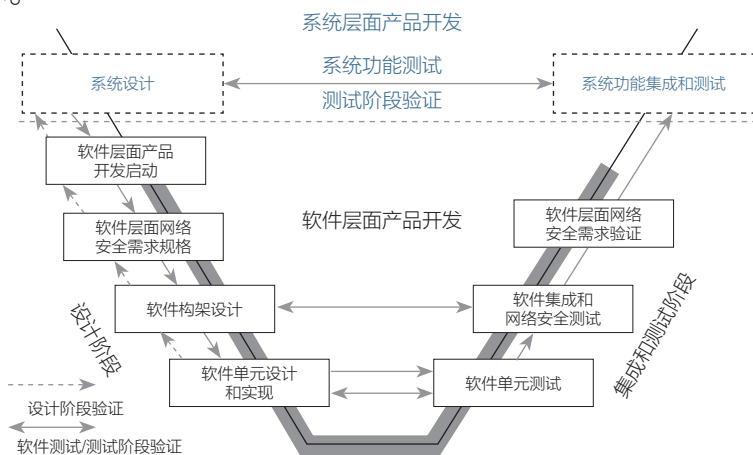 。
系统层面产品开发
系统设计
系统功能测试
测试阶段验证
系统功能集成和测试
软件层面产品
开发启动
软件层面网络
安全需求规格
软件层面产品开发
软件层面网络
安全需求验证
软件构架设计
软件集成和
网络安全测试
设计阶段
集成和测试阶段
软件单元设计
和实现
软件单元测试
设计阶段验证
软件测试/测试阶段验证